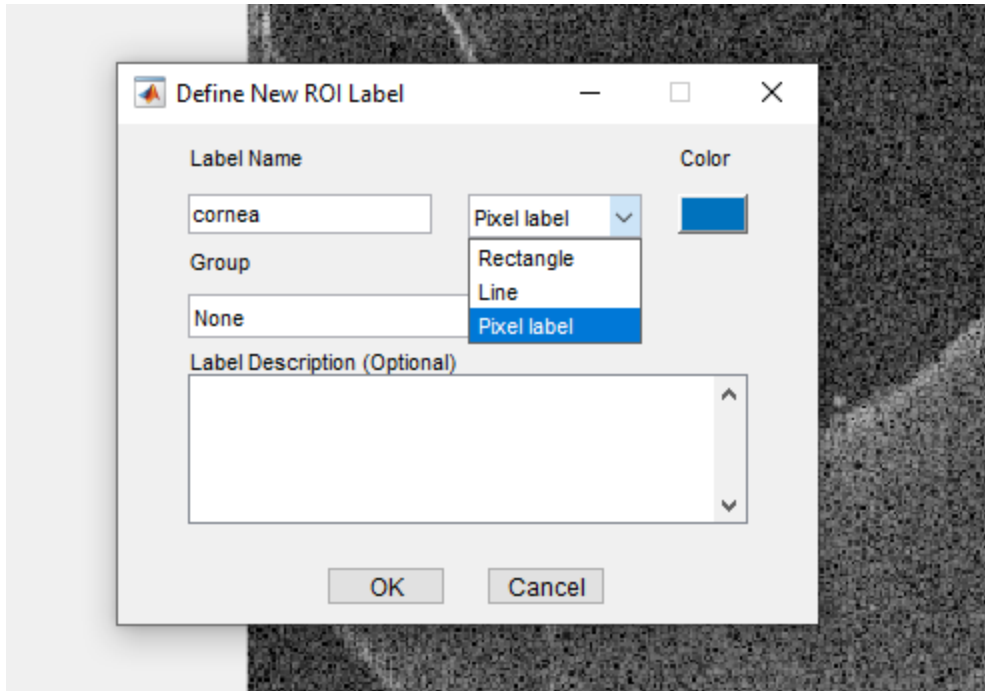 Define New ROI Label
Label Name
Color
cornea
Pixel label
Rectangle
Line
Pixel label
Group
None
Label Description (Optional)
OK
Cancel